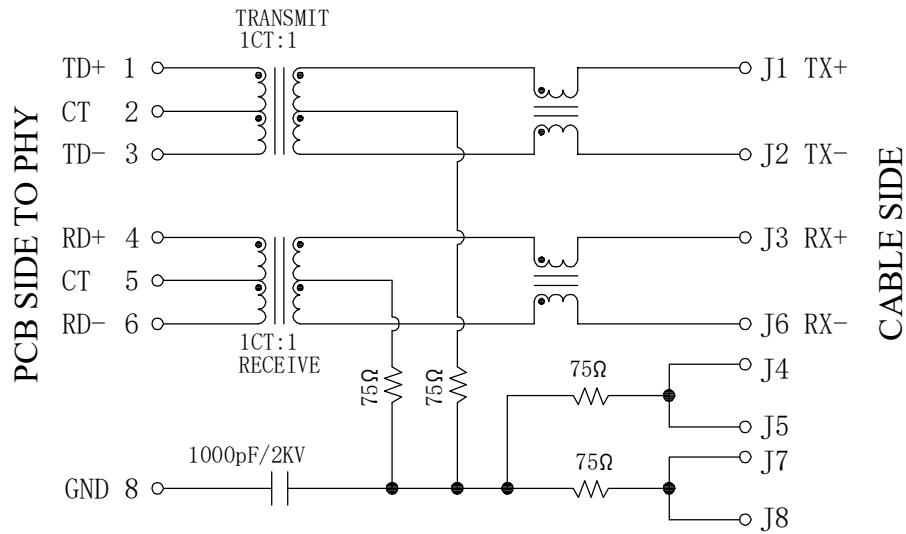 TRANSMIT
1CT:1
TD+ 1
CT 2
TD- 3
J1 TX+
J2 TX-
RD+ 4
CT 5
RD- 6
J3 RX+
J6 RX-
1CT:1
RECEIVE
75Ω
75Ω
75Ω
J4
J5
1000pF/2KV
GND 8
75Ω
J7
J8
PCB SIDE TO PHY
CABLE SIDE